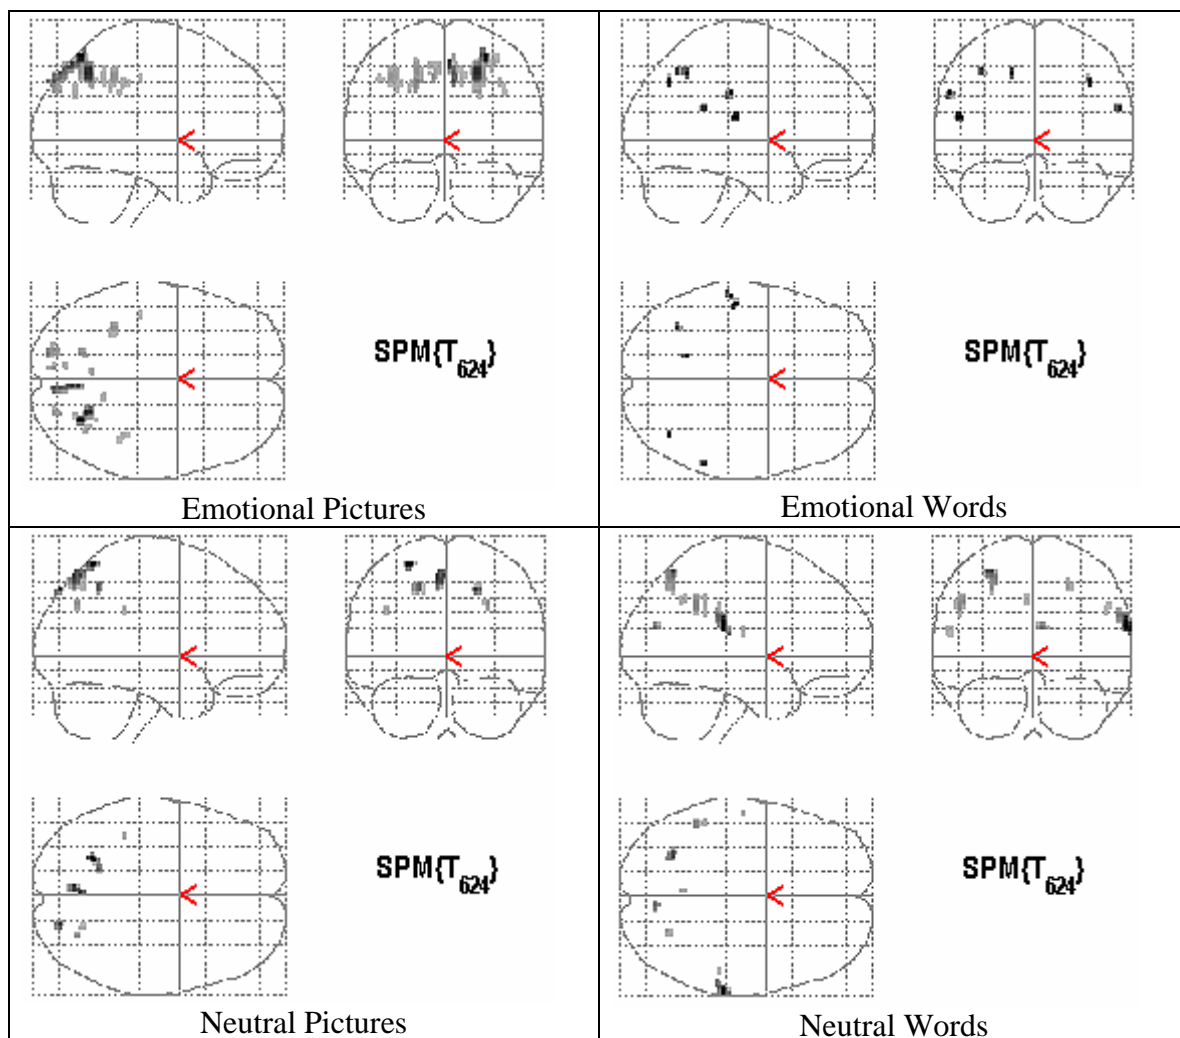 SPM{T624}
SPM{T624}
Emotional Pictures
Emotional Words
SPM{T624}
SPM{T624}
Neutral Pictures
Neutral Words